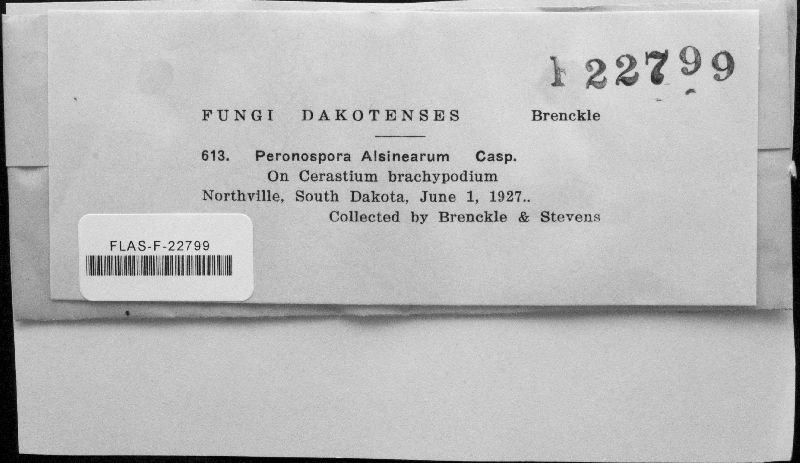 122799
FUNGI DAKOTENSES Brenckle
613. Peronospora Alsinearum Casp.
On Cerastium brachypodium
Northville, South Dakota, June 1, 1927..
Collected by Brenckle & Stevens
FLAS-F-22799